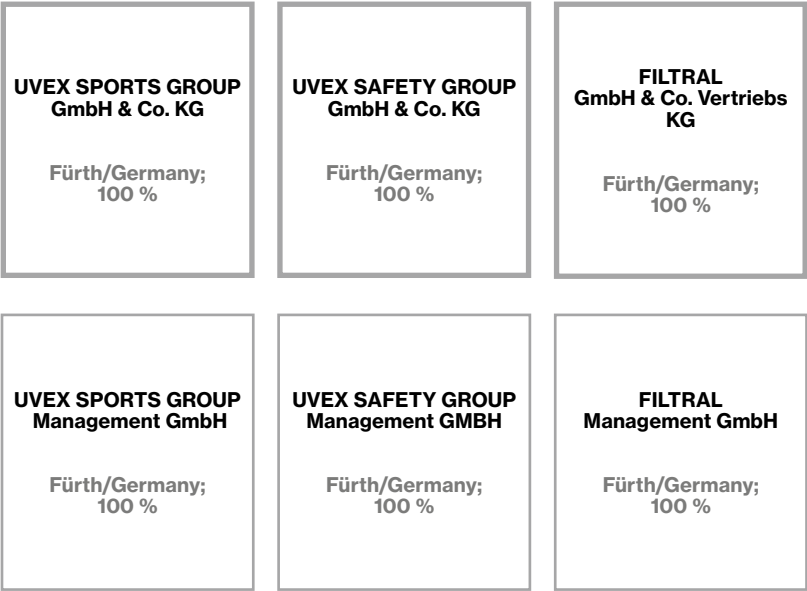 UVEX SPORTS GROUP
GmbH & Co. KG
Fürth/Germany;
100 %
UVEX SAFETY GROUP
GmbH & Co. KG
Fürth/Germany;
100 %
FILTRAL
GmbH & Co. Vertriebs
KG
Fürth/Germany;
100 %
UVEX SPORTS GROUP
Management GmbH
Fürth/Germany;
100 %
UVEX SAFETY GROUP
Management GMBH
Fürth/Germany;
100 %
FILTRAL
Management GmbH
Fürth/Germany;
100 %